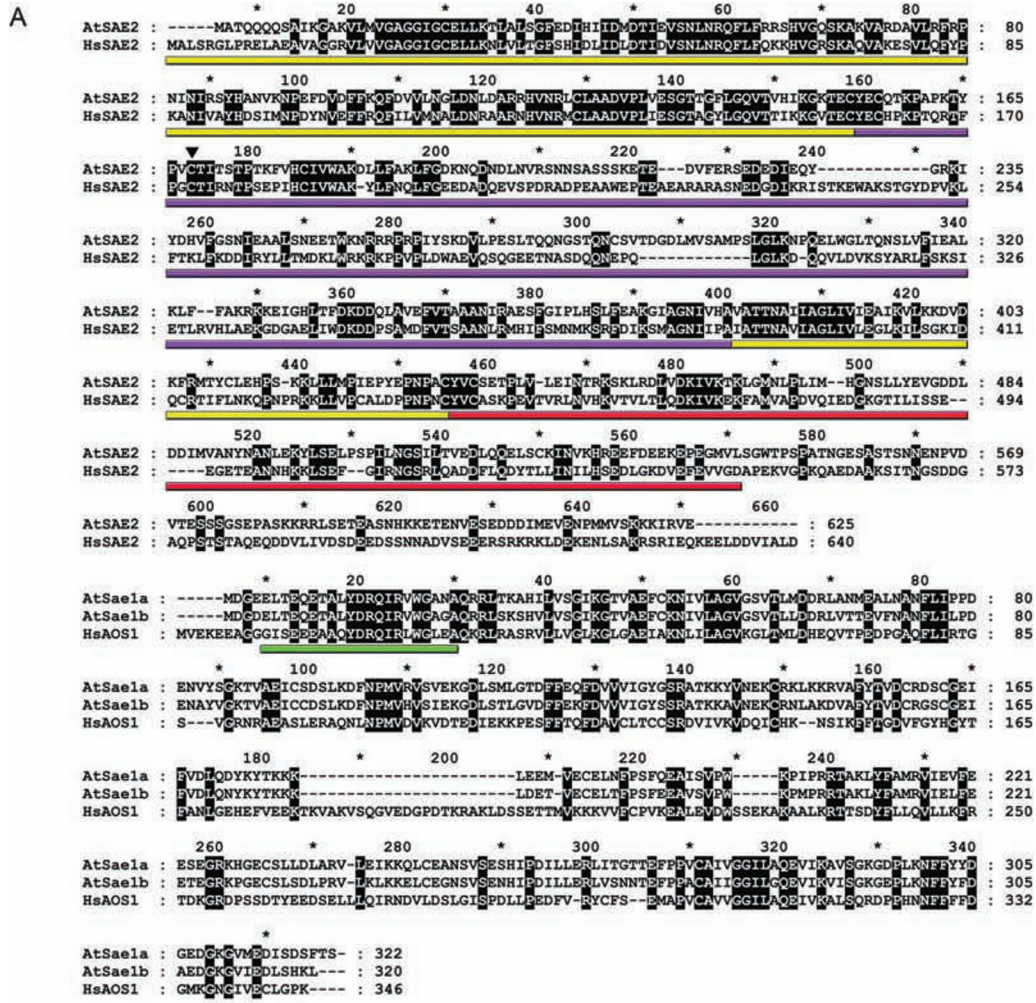 A
* 20 * 40 * 60 * 80
AtSAE2 : -----MATQQQQSAIKGAKVLMVGAGGIGCELLKTLALSGFEDIHIIDMDTIEVSNLNRQFLFRRSHVGQSKAKVARDAVLRFRP : 80
HsSAE2 : MALSRGLPRELAEAVAGGRVLVVGAGGIGCELLKNLVLTGFSHIDLIDLDTIDVSNLNRQFLFQKKHVGRSKAQVAKESVLQFYP : 85
* 100 * 120 * 140 * 160 *
AtSAE2 : NINIRSYHANVKNPEFDVDFFKQFDVVLNGLDNLDARRHVNRLCLAADVPLVESGTTGFLGQVTVHIKGKTECYECQTKPAPKTY : 165
HsSAE2 : KANIVAYHDSIMNPDYNVEFFRQFILVMNALDNRAARNHVNRMCLAADVPLIESGTAGYLGQVTTIKKGVTECYECHPKPTQRTF : 170
180 * 200 * 220 * 240 *
AtSAE2 : PVCTITSTPTKFVHCIVWAKDLLFAKLFGDKNQDNDLNVRSNNSASSSKETE---DVFERSEDEDIEQY----------GRKI : 235
HsSAE2 : PGCTIRNTPSEPIHCIVWAK-YLFNQLFGEEDADQEVSPDRADPEAAWEPTEAEARARASNEDGDIKRISTKEWAKSTGYDPVKL : 254
260 * 280 * 300 * 320 * 340
AtSAE2 : YDHVFGSNIEAALSNEETWKNRRRPRPIYSKDVLPESLTQQNGSTQNCSVTDGDLMVSAMPSLGLKNPQELWGLTQNSLVFIEAL : 320
HsSAE2 : FTKLFKDDIRYLLTMDKLWRKRKPPVPLDWAEVQSQGEETNASDQQNEPQ------------LGLKD-QQVLDVKSYARLFSKSI : 326
* 360 * 380 * 400 * 420
AtSAE2 : KLF--FAKRKKEIGHLTFDKDDQLAVEFVTAAANIRAESFGIPLHSLFEAKGIAGNIVHAVATTNAIIAGLIVIEAIKVLKKDVD : 403
HsSAE2 : ETLRVHLAEKGDGAELIWDKDDPSAMDFVTSAANLRMHIFSMNMKSRFDIKSMAGNIIPAIATTNAVIAGLIVLEGLKILSGKID : 411
* 440 * 460 * 480 * 500 *
AtSAE2 : KFRMTYCLEHPS-KKLLLMPIEPYEPNPACYVCSETPLV-LEINTRKSKLRDLVDKIVKTKLGMNLPLIM--HGNSLLYEVGDDL : 484
HsSAE2 : QCRTIFLNKQPNPRKKLLVPCALDPPNPNCYVCASKPEVTVRLNVHKVTVLTLQDKIVKEKFAMVAPDVQIEDGKGTILISSE-- : 494
520 * 540 * 560 * 580 *
AtSAE2 : DDIMVANYNANLEKYLSELPSPILNGSILTVEDLQQELSCKINVKHREEFDEEKEPEGMVLSGWTPSPATNGESASTSNNENPVD : 569
HsSAE2 : ----EGETEANNHKKLSEF--GIRNGSRLQADDFLQDYTLLINILHSEDLGKDVEFEVVGDAPEKVGPKQAEDAAKSITNGSDDG : 573
600 * 620 * 640 * 660
AtSAE2 : VTESSSGSEPASKKRRLSETEASNHKKETENVESEDDDIMEVENPMMVSKKKIRVE---------- : 625
HsSAE2 : AQPSTSTAQEQDDVLIVDSDEEDSSNNADVSEEERSRKRKLDEKENLSAKRSRIEQKEELDDVIALD : 640
* 20 * 40 * 60 * 80
AtSae1a : -----MDGEELTEQETALYDRQIRVWGANAQRRLTKAHILVSGIKGTVAEFCKNIVLAGVGSVTLMDDRLANMEALNANFLIPPD : 80
AtSae1b : -----MDGDELTEQETALYDRQIRVWGAGAQRRLSKSHVLVSGIKGTVAEFCKNIVLAGVGSVTLLDDRLVTTEVFNANFLILPD : 80
HsAOS1 : MVEKEEAGGGISEEEAAQYDRQIRLWGLEAQKRLRASRVLLVGLKGLGAEIAKNLILAGVKGLTMLDHEQVTPEDPGAQFLIRTG : 85
* 100 * 120 * 140 * 160 *
AtSae1a : ENVYSGKTVAEICSDSLKDFNPMVRVSVEKGDLSMLGTDFFEQFDVVVIGYGSRATKKYVNEKCRKLKKRVAFYTVDCRDSCGEI : 165
AtSae1b : ENAYVGKTVAEICCDSLKDFNPMVHVSIEKGDLSTLGVDFFEKFDVVVIGYSSRATKKAVNEKCRNLAKDVAFYTVDCRGSCGEI : 165
HsAOS1 : S--VGRNRAEASLERAQNLNPMVDVKVDTEDIEKKPESFFTQFDAVCLTCCSRDVIVKVDQICHK--NSIKFFTGDVFGYHGYT : 165
180 * 200 * 220 * 240 *
AtSae1a : FVDLQDYKYTKKK--------------------LEEM-VECELNFPSFQEAISVPW-----KPIPRRTAKLYFAMRVIEVFE : 221
AtSae1b : FVDLQNYKYTKKK--------------------LDET-VECELTFPSFEEAVSVPW-----KPMPRRTAKLYFAMRVIELFE : 221
HsAOS1 : FANLGEHEFVEEKTKVAKVSQGVEDGPDTKRAKLDSSETTMVKKKVVFCPVKEALEVDWSSEKAKAALKRTTSDYFLLQVLLKFR : 250
260 * 280 * 300 * 320 * 340
AtSae1a : ESEGRKHGECSLLDLARV-LEIKKQLCEANSVSESHIPDILLERLITGTTEFPPVCAIVGGILAQEVIKAVSGKGDPLKNFFYYD : 305
AtSae1b : ETEGRKPGECSLSDLPRV-LKLKKELCEGNSVSENHIPDILLERLVSNNTEFPPACAIIGGILGQEVIKVISGKGEPLKNFFYFD : 305
HsAOS1 : TDKGRDPSSDTYEEDSELLLQIRNDVLDSLGISPDLLPEDFV-RYCFS--EMAPVCAVVGGILAQEIVKALSQRDPPHNNFFFFD : 332
*
AtSae1a : GEDGKGVMEDISDSFTS- : 322
AtSae1b : AEDGKGVIEDLSHKL--- : 320
HsAOS1 : GMKGNGIVECLGPK---- : 346